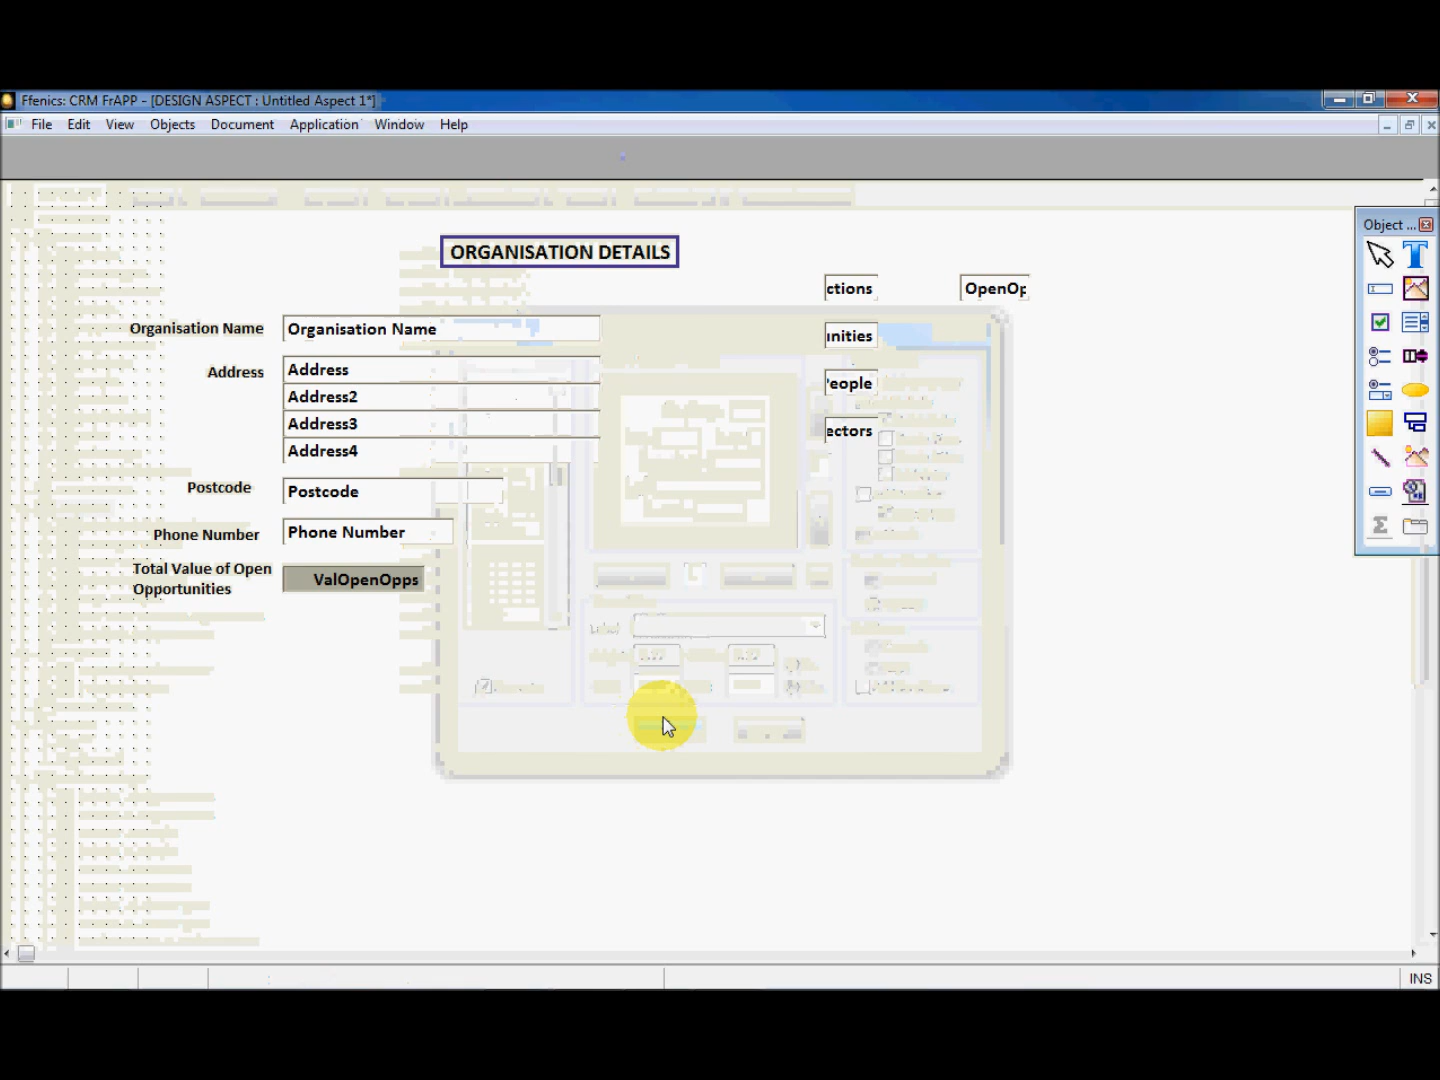 Ffenics: CRM FrAPP - [DESIGN ASPECT : Untitled Aspect 1*]
File Edit View Objects Document Application Window Help
Object ...
ORGANISATION DETAILS
ctions OpenOp
Organisation Name Organisation Name
nities
Address Address
eople
Address2
Address3
ectors
Address4
Postcode Postcode
Phone Number Phone Number
Total Value of Open
Opportunities
ValOpenOpps
INS